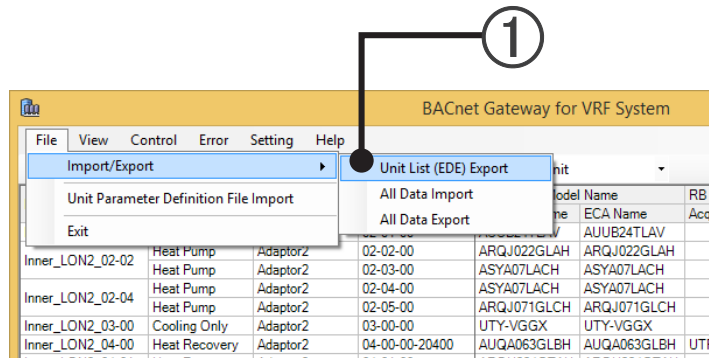 ①
BACnet Gateway for VRF System
File View Control Error Setting Help
Import/Export Unit List (EDE) Export nit
Unit Parameter Definition File Import All Data Import odel Name RB
me ECA Name Acq
Exit All Data Export
AUUB24TLAV
Inner_LON2_02-02 Heat Pump Adaptor2 02-02-00 ARQJ022GLAH ARQJ022GLAH
Heat Pump Adaptor2 02-03-00 ASYA07LACH ASYA07LACH
Inner_LON2_02-04 Heat Pump Adaptor2 02-04-00 ASYA07LACH ASYA07LACH
Heat Pump Adaptor2 02-05-00 ARQJ071GLCH ARQJ071GLCH
Inner_LON2_03-00 Cooling Only Adaptor2 03-00-00 UTY-VGGX UTY-VGGX
Inner_LON2_04-00 Heat Recovery Adaptor2 04-00-00-20400 AUQA063GLBH AUQA063GLBH UTF